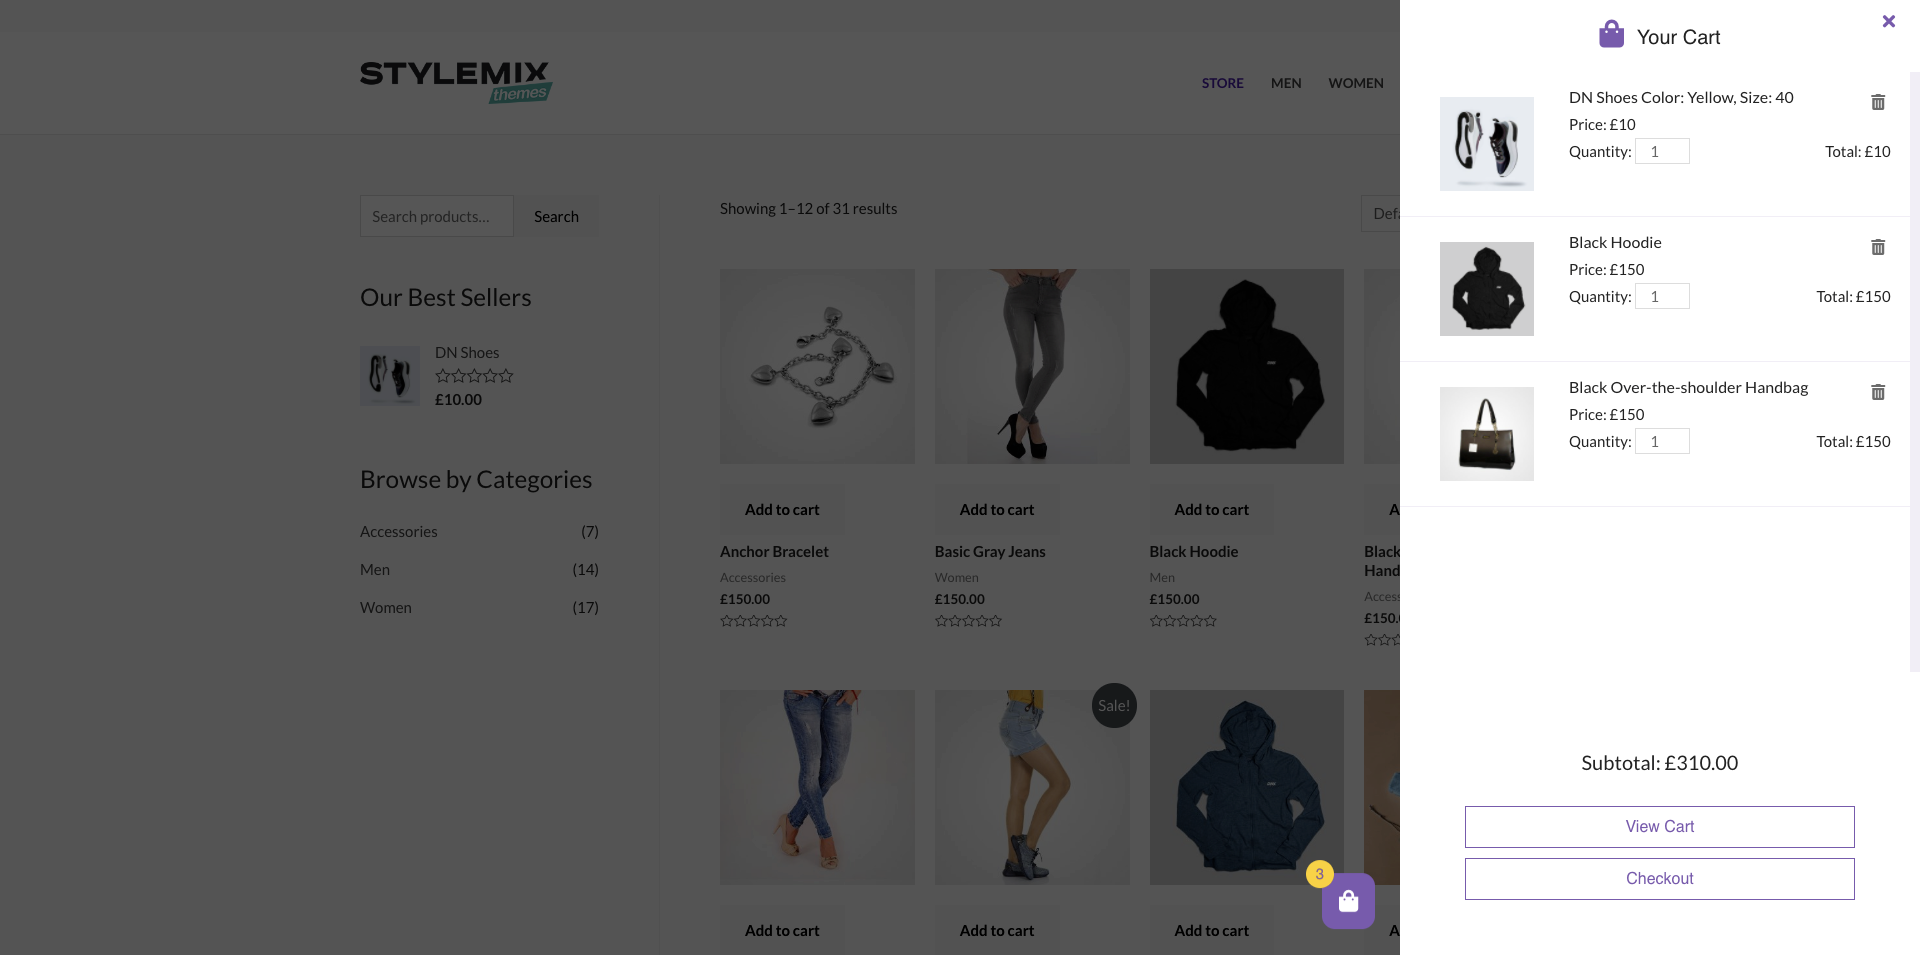 STYLEMIX
themes
STORE
MEN
WOMEN
Search products...
Search
Our Best Sellers
DN Shoes
£10.00
Browse by Categories
Accessories (7)
Men (14)
Women (17)
Showing 1–12 of 31 results
Defa
Add to cart
Anchor Bracelet
Accessories
£150.00
Add to cart
Basic Gray Jeans
Women
£150.00
Add to cart
Black Hoodie
Men
£150.00
A
Black
Hand
Acces
£150.
Sale!
Add to cart
Add to cart
Add to cart
A
3
Your Cart
DN Shoes Color: Yellow, Size: 40
Price: £10
Quantity: 1 Total: £10
Black Hoodie
Price: £150
Quantity: 1 Total: £150
Black Over-the-shoulder Handbag
Price: £150
Quantity: 1 Total: £150
Subtotal: £310.00
View Cart
Checkout